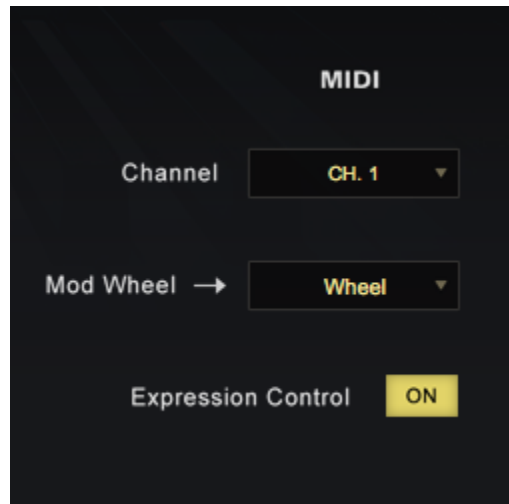 MIDI
Channel CH. 1
Mod Wheel → Wheel
Expression Control ON